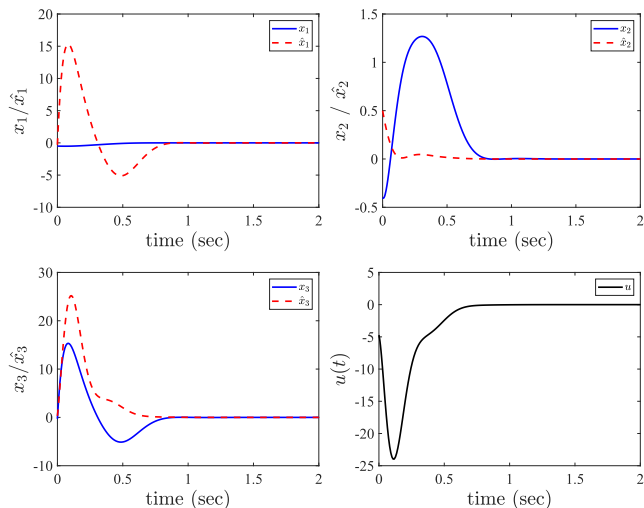 20
15
10
5
0
-5
-10
0 0.5 1 1.5 2
x₁/x̂₁
time (sec)
x₁
x̂₁
1.5
1
0.5
0
-0.5
0 0.5 1 1.5 2
x₂ / x̂₂
time (sec)
x₂
x̂₂
30
20
10
0
-10
0 0.5 1 1.5 2
x₃/x̂₃
time (sec)
x₃
x̂₃
5
0
-5
-10
-15
-20
-25
0 0.5 1 1.5 2
u(t)
time (sec)
u